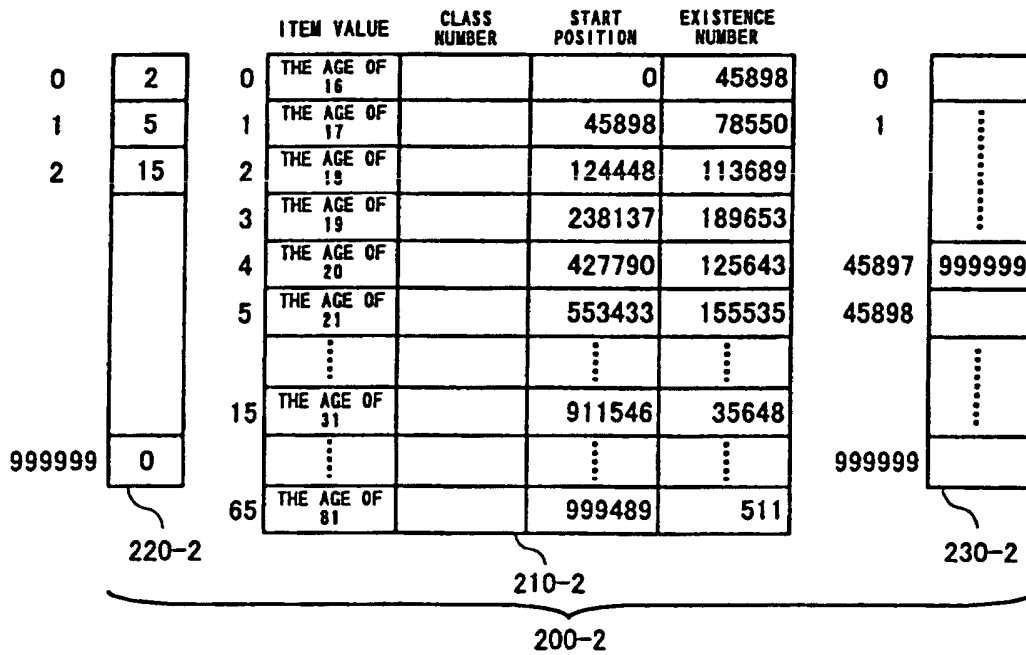 ITEM VALUE CLASS NUMBER START POSITION EXISTENCE NUMBER
0 2 0 THE AGE OF 16 0 45898 0
1 5 1 THE AGE OF 17 45898 78550 1
2 15 2 THE AGE OF 124448 113689
3 THE AGE OF 19 238137 189653
4 THE AGE OF 20 427790 125643 45897 999999
5 THE AGE OF 21 553433 155535 45898
15 THE AGE OF 31 911546 35648
999999 0 999999
65 THE AGE OF 81 999489 511
220-2 210-2 230-2
200-2